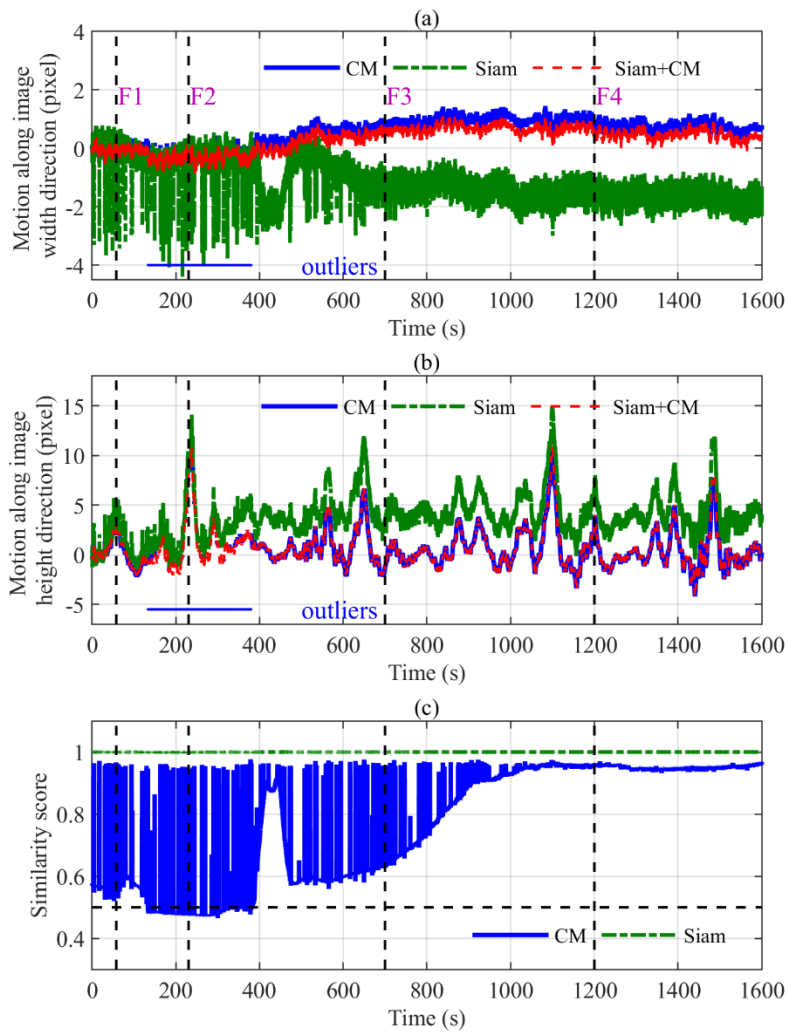 (a)
4
2
0
-2
-4
Motion along image
width direction (pixel)
CM Siam Siam+CM
F1 F2 F3 F4
outliers
0 200 400 600 800 1000 1200 1400 1600
Time (s)
(b)
15
10
5
0
-5
Motion along image
height direction (pixel)
CM Siam Siam+CM
outliers
0 200 400 600 800 1000 1200 1400 1600
Time (s)
(c)
1
0.8
0.6
0.4
Similarity score
CM Siam
0 200 400 600 800 1000 1200 1400 1600
Time (s)